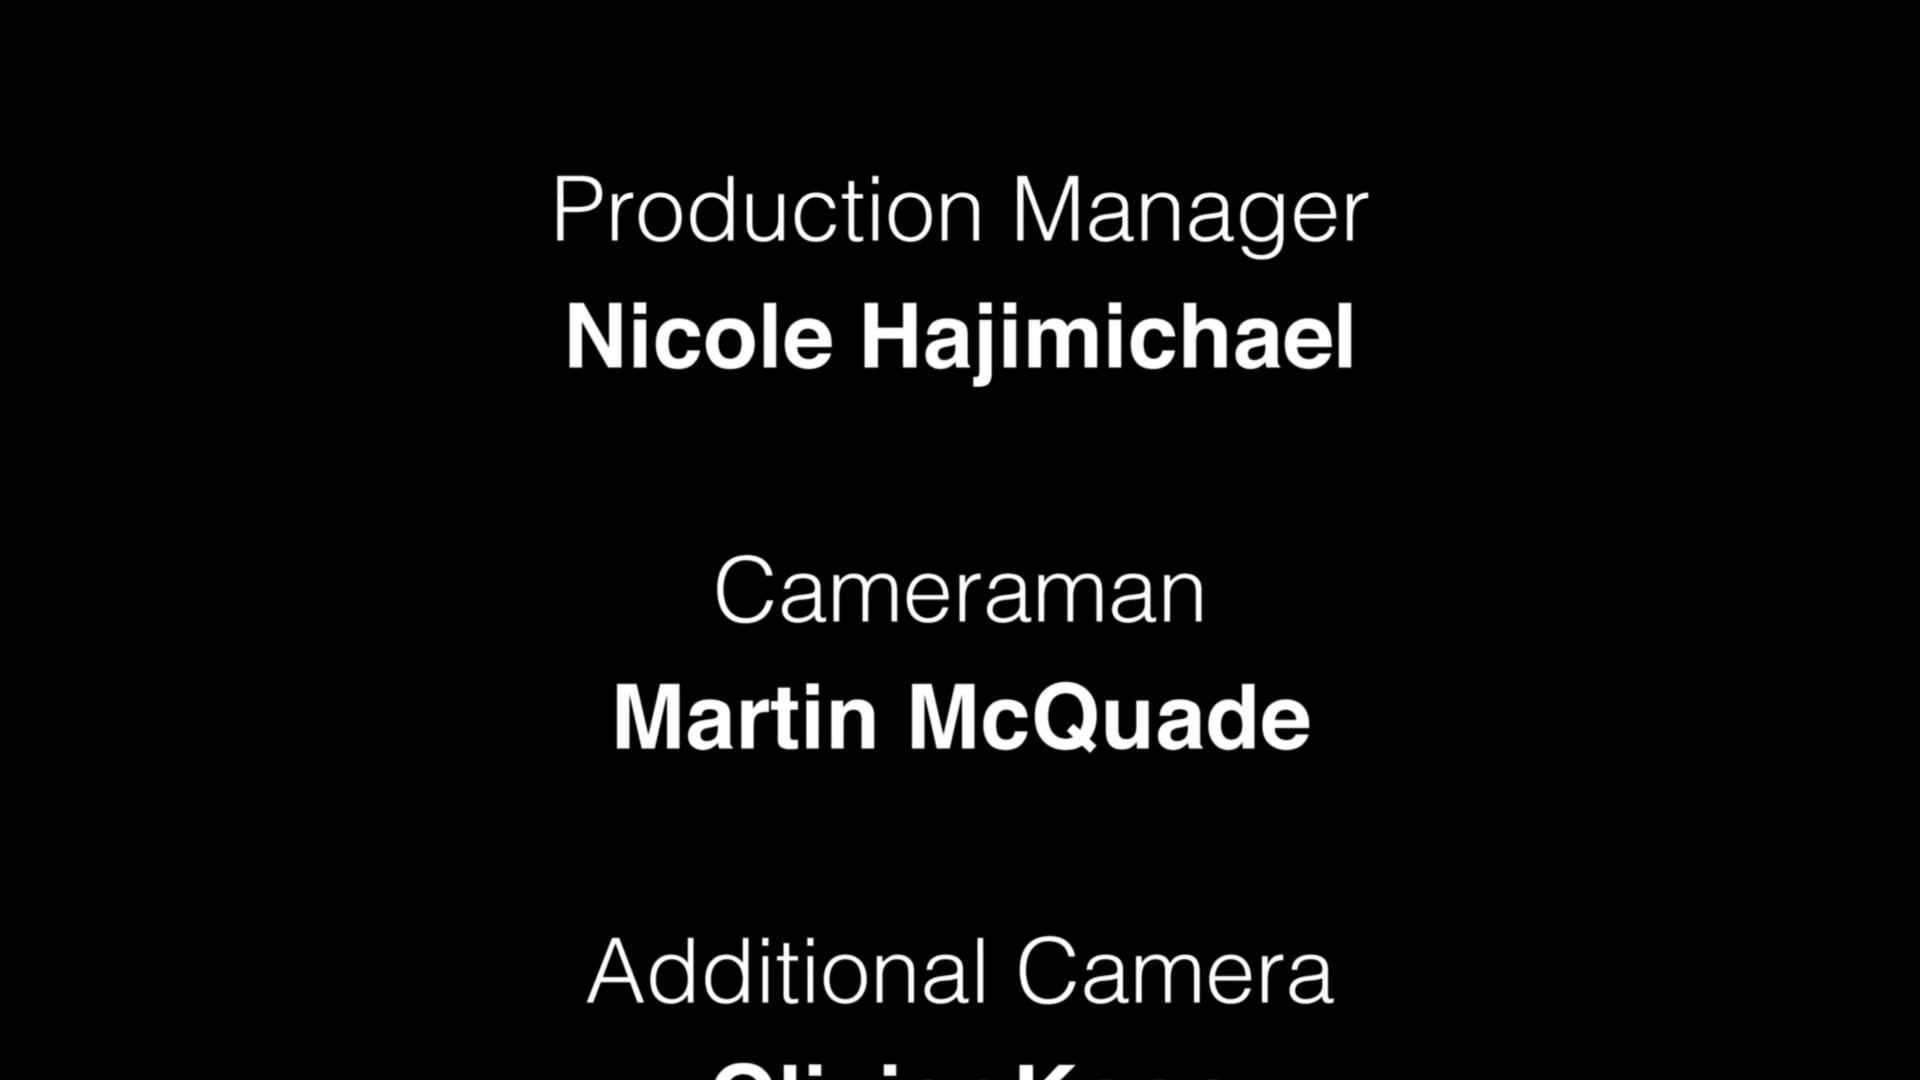 Production Manager
Nicole Hajimichael
Cameraman
Martin McQuade
Additional Camera